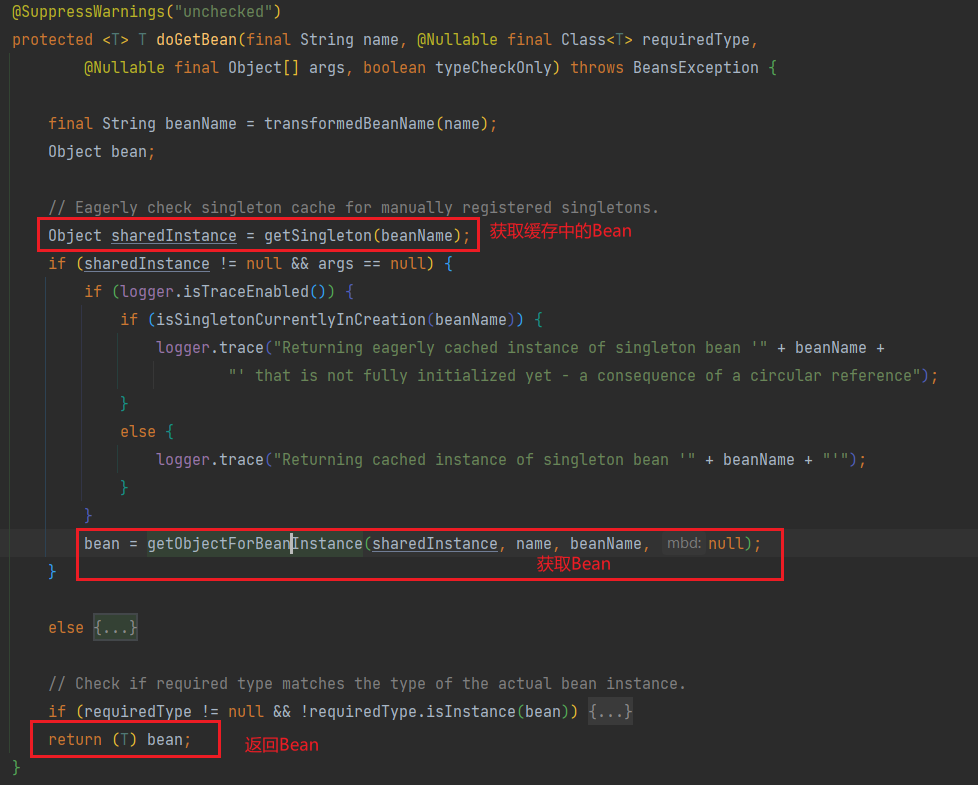 @SuppressWarnings("unchecked")
protected <T> T doGetBean(final String name, @Nullable final Class<T> requiredType,
@Nullable final Object[] args, boolean typeCheckOnly) throws BeansException {
final String beanName = transformedBeanName(name);
Object bean;
// Eagerly check singleton cache for manually registered singletons.
Object sharedInstance = getSingleton(beanName); 获取缓存中的Bean
if (sharedInstance != null && args == null) {
if (logger.isTraceEnabled()) {
if (isSingletonCurrentlyInCreation(beanName)) {
logger.trace("Returning eagerly cached instance of singleton bean '" + beanName +
"' that is not fully initialized yet - a consequence of a circular reference");
}
else {
logger.trace("Returning cached instance of singleton bean '" + beanName + "'");
}
}
bean = getObjectForBeanInstance(sharedInstance, name, beanName, mbd: null);
获取Bean
}
else {...}
// Check if required type matches the type of the actual bean instance.
if (requiredType != null && !requiredType.isInstance(bean)) {...}
return (T) bean; 返回Bean
}